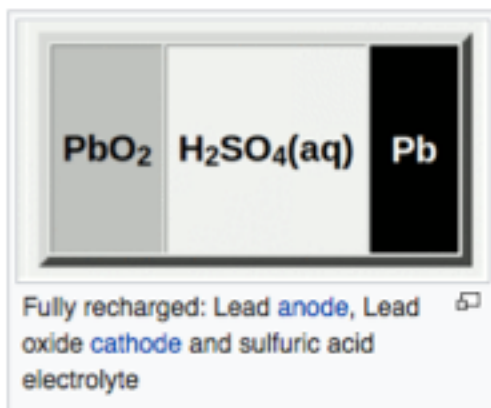 PbO₂ H₂SO₄(aq) Pb
Fully recharged: Lead anode, Lead
oxide cathode and sulfuric acid
electrolyte